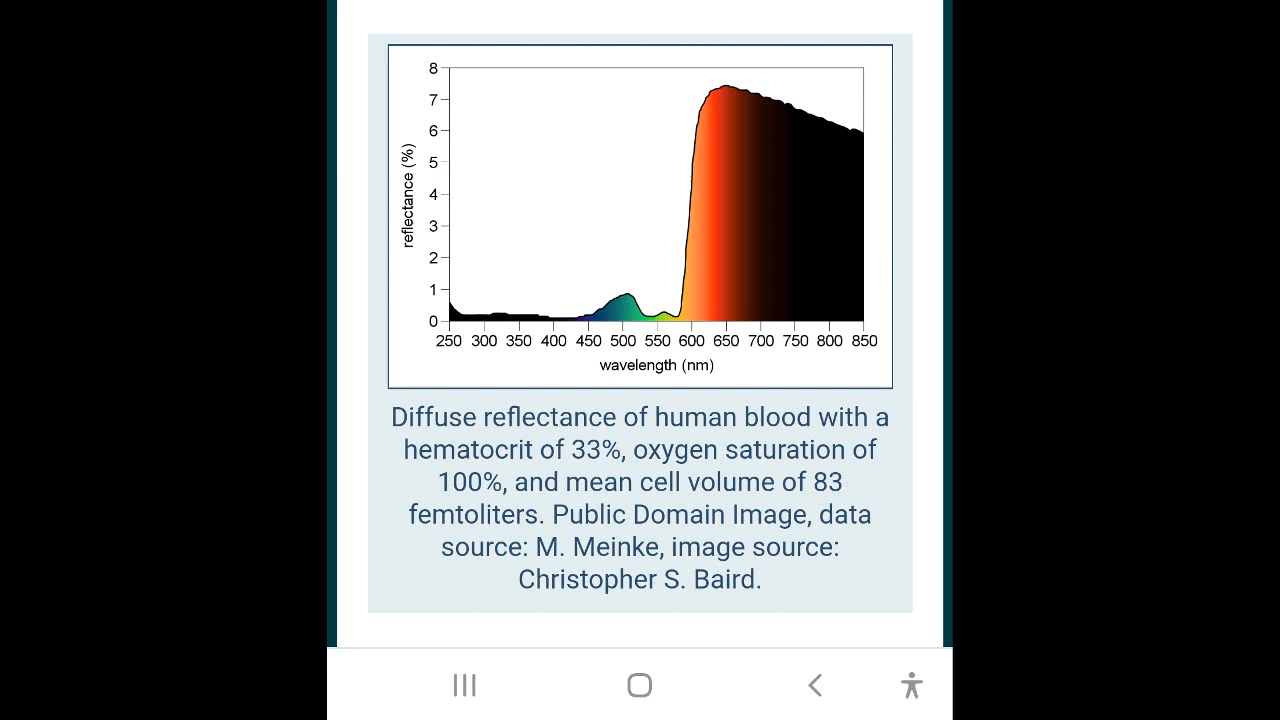 8
7
6
5
4
3
2
1
0
reflectance (%)
250 300 350 400 450 500 550 600 650 700 750 800 850
wavelength (nm)
Diffuse reflectance of human blood with a
hematocrit of 33%, oxygen saturation of
100%, and mean cell volume of 83
femtoliters. Public Domain Image, data
source: M. Meinke, image source:
Christopher S. Baird.